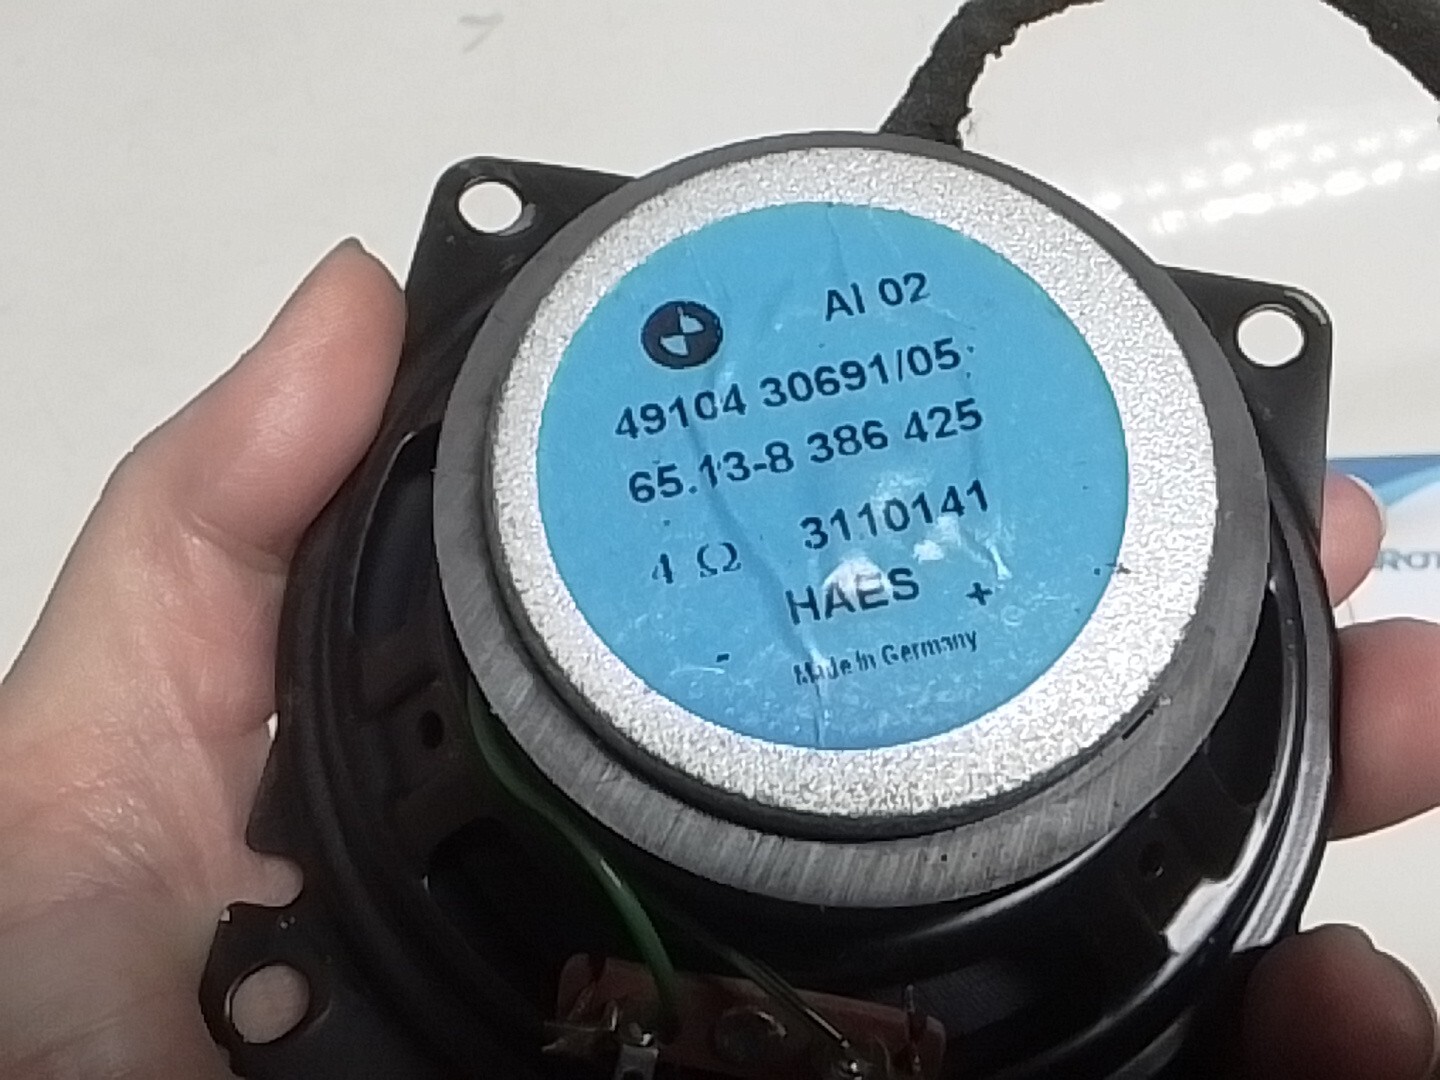 AI 02
49104 30691/05
65.13-8 386 425
4 Ω 3110141
HAES +
-
Made in Germany